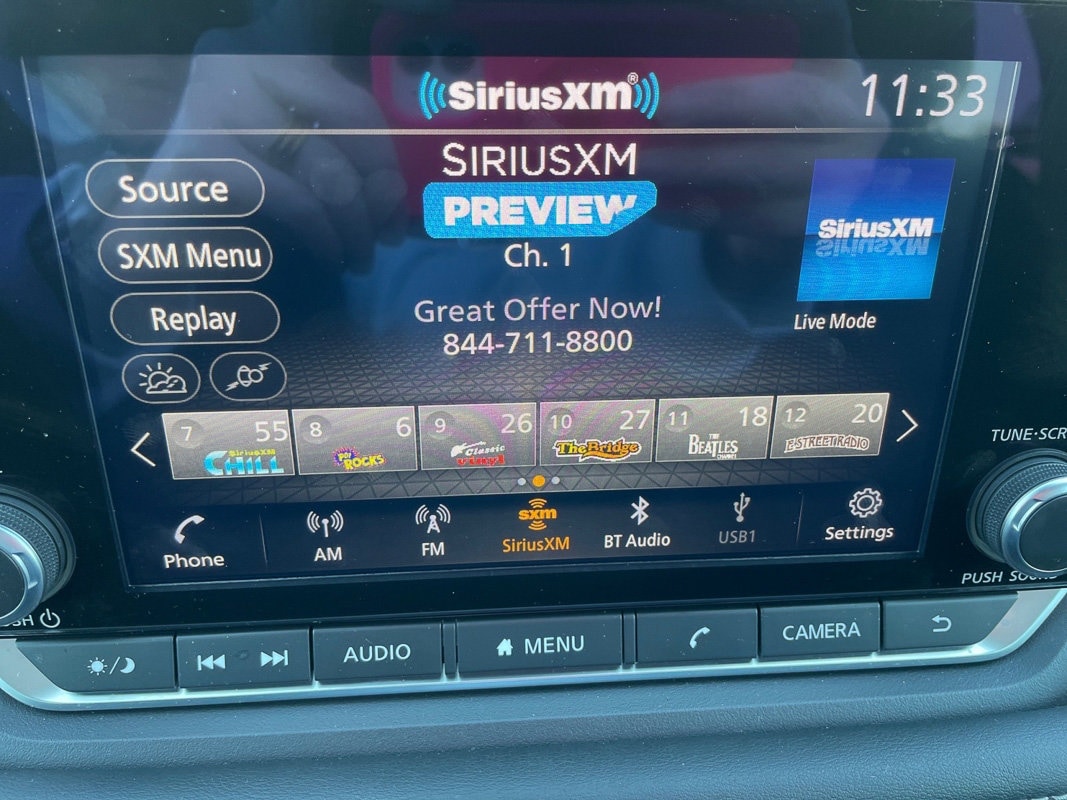 SiriusXM®
11:33
SIRIUSXM
PREVIEW
Ch. 1
Great Offer Now!
844-711-8800
Source
SXM Menu
Replay
SiriusXM
Live Mode
7 55
SiriusXM
CHILL
8 6
ROCKS
9 26
Classic
Vinyl
10 27
The Bridge
11 18
THE
BEATLES
CHANNEL
12 20
E-STREET RADIO
Phone
AM
FM
sxm
SiriusXM
BT Audio
USB1
Settings
TUNE·SCR
PUSH SOUND
SH
AUDIO
MENU
CAMERA